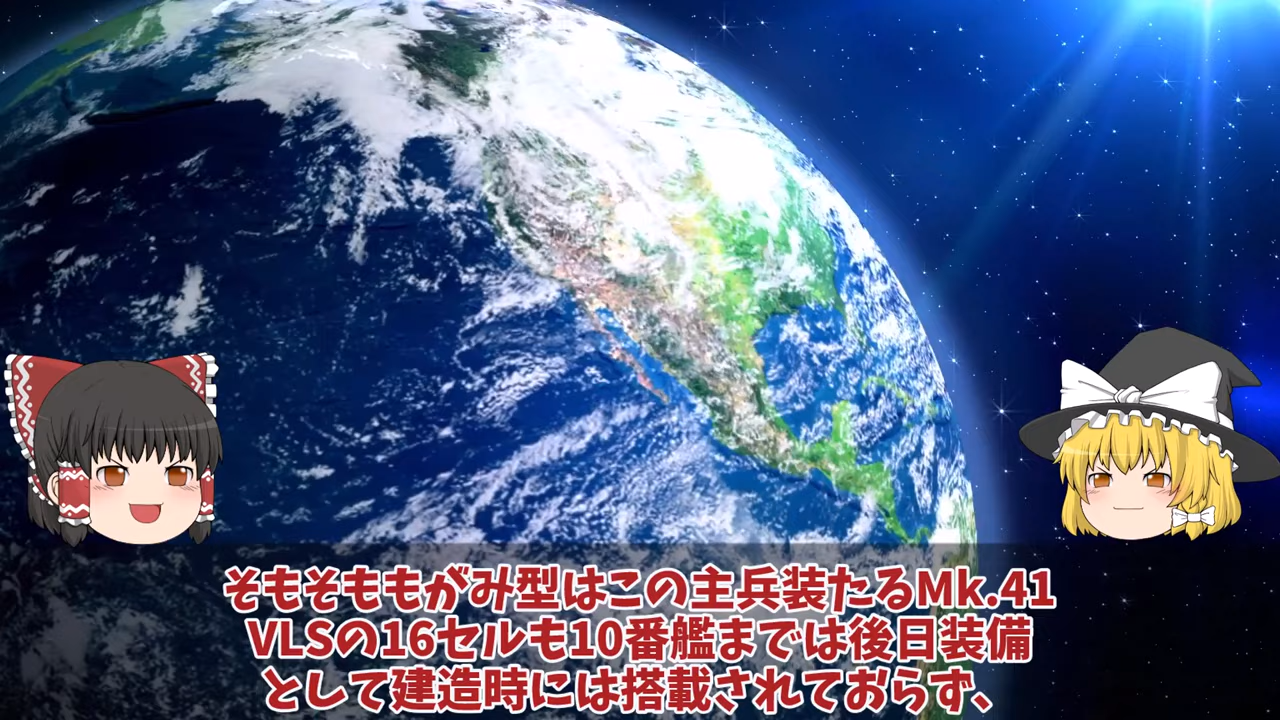 そもそももがみ型はこの主兵装たるMk.41
VLSの16セルも10番艦までは後日装備
として建造時には搭載されておらず、